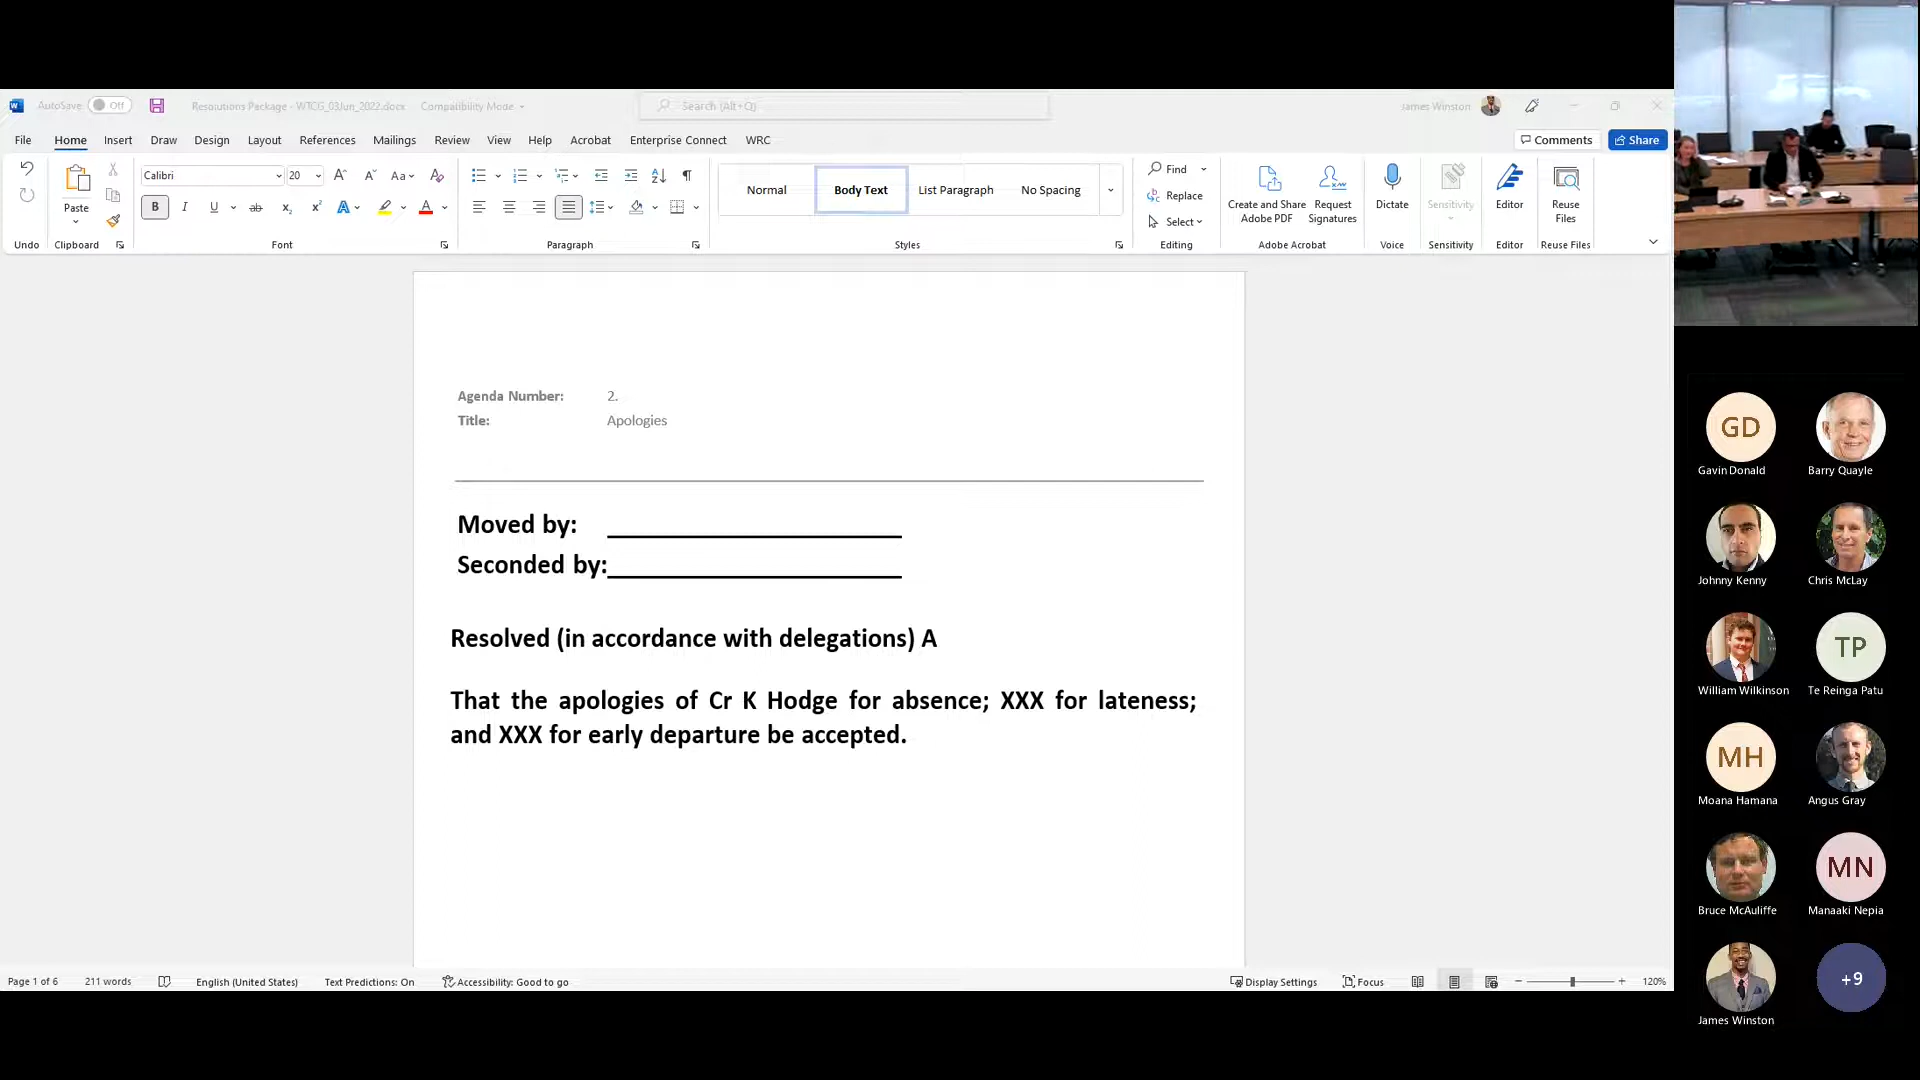 AutoSave Off Resolutions Package - WTCG_03Jun_2022.docx Compatibility Mode Search (Alt+Q) James Winston
File Home Insert Draw Design Layout References Mailings Review View Help Acrobat Enterprise Connect WRC Comments Share
Calibri 20 Normal Body Text List Paragraph No Spacing
Paste Find Replace Select
Create and Share Adobe PDF Request Signatures Dictate Sensitivity Editor Reuse Files
Undo Clipboard Font Paragraph Styles Editing Adobe Acrobat Voice Sensitivity Editor Reuse Files
Agenda Number: 2.
Title: Apologies
Moved by:
Seconded by:
Resolved (in accordance with delegations) A
That the apologies of Cr K Hodge for absence; XXX for lateness;
and XXX for early departure be accepted.
Page 1 of 6 211 words English (United States) Text Predictions: On Accessibility: Good to go Display Settings Focus 120%
GD
Gavin Donald Barry Quayle
Johnny Kenny Chris McLay
TP
William Wilkinson Te Reinga Patu
MH
Moana Hamana Angus Gray
MN
Bruce McAuliffe Manaaki Nepia
+9
James Winston